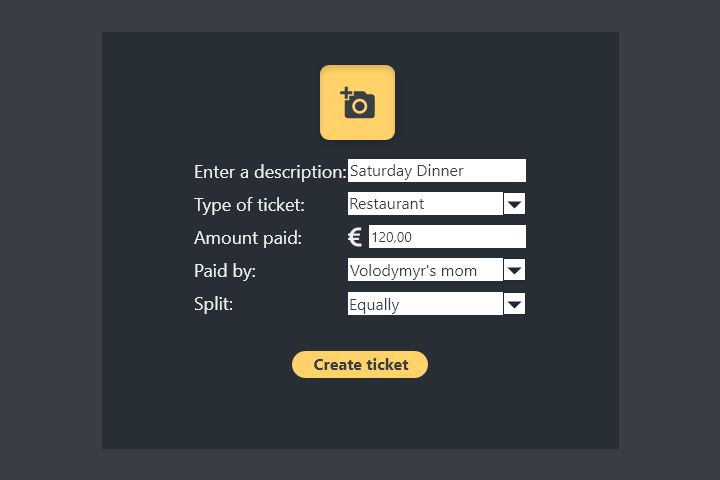 Enter a description: Saturday Dinner
Type of ticket: Restaurant
Amount paid: € 120,00
Paid by: Volodymyr's mom
Split: Equally
Create ticket